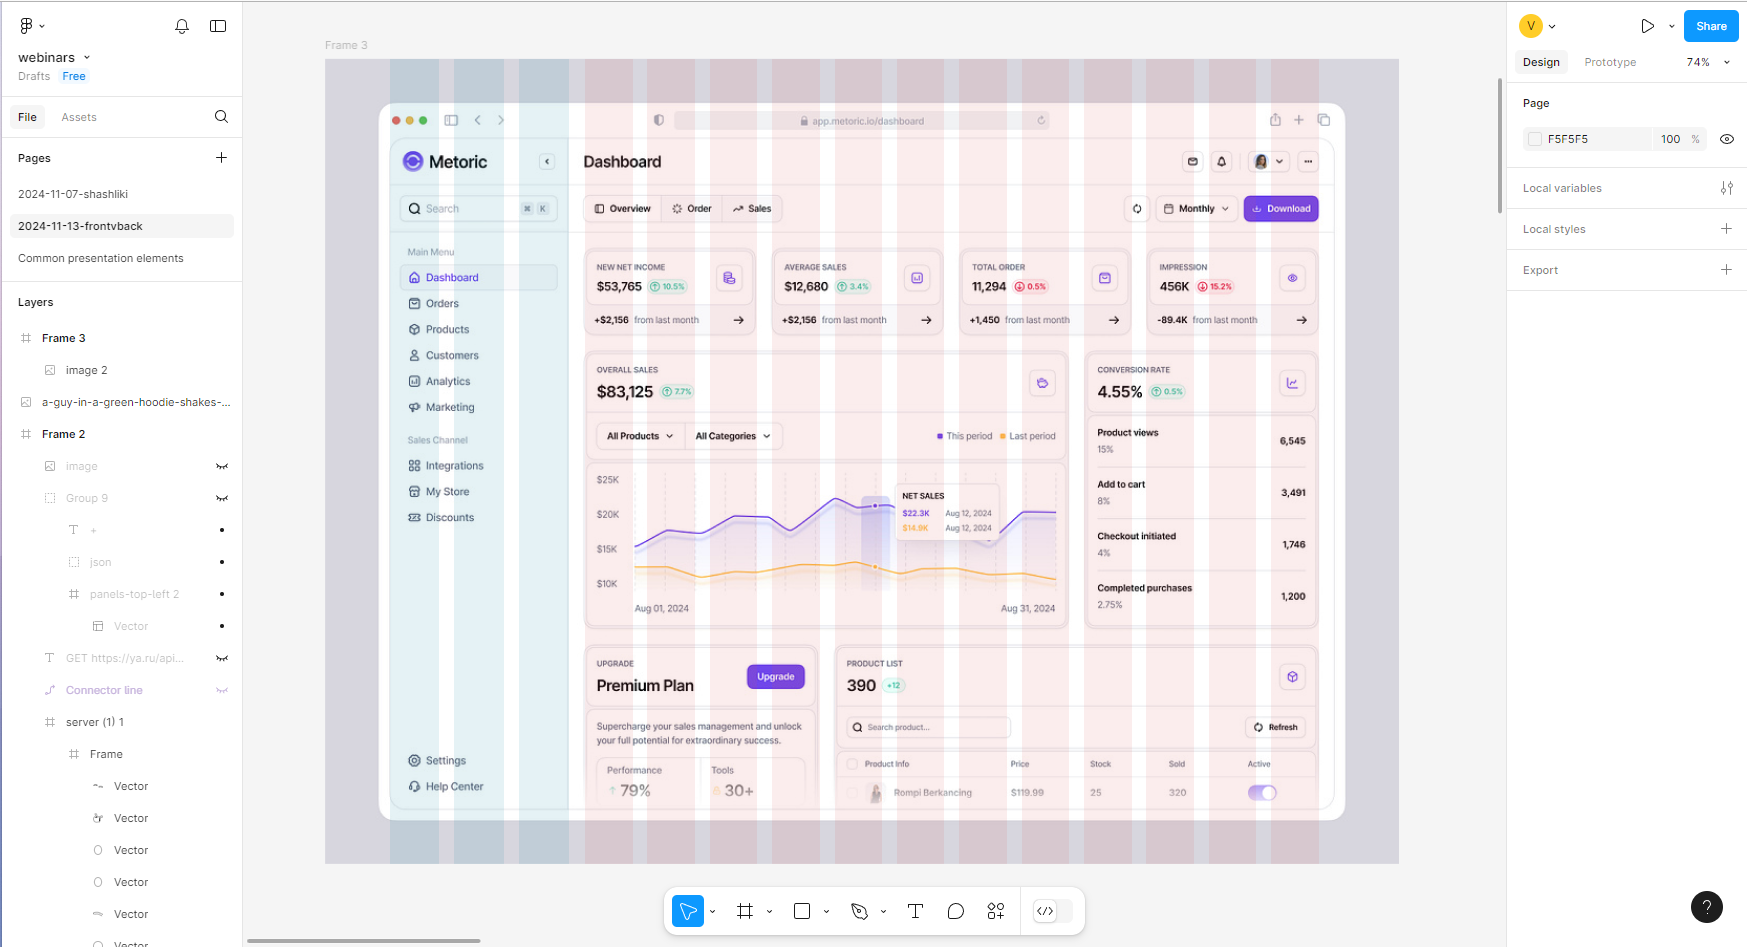 webinars
Drafts Free
File Assets
Pages
2024-11-07-shashliki
2024-11-13-frontvback
Common presentation elements
Layers
Frame 3
image 2
a-guy-in-a-green-hoodie-shakes-...
Frame 2
image
Group 9
+
json
panels-top-left 2
Vector
GET https://ya.ru/api...
Connector line
server (1) 1
Frame
Vector
Vector
Vector
Vector
Vector
Vector
Frame 3
app.metoric.io/dashboard
Metoric
Search ⌘ K
Main Menu
Dashboard
Orders
Products
Customers
Analytics
Marketing
Sales Channel
Integrations
My Store
Discounts
Settings
Help Center
Dashboard
Overview Order Sales
Monthly Download
NEW NET INCOME
$53,765 10.5%
+$2,156 from last month
AVERAGE SALES
$12,680 3.4%
+$2,156 from last month
TOTAL ORDER
11,294 0.5%
+1,450 from last month
IMPRESSION
456K 15.2%
-89.4K from last month
OVERALL SALES
$83,125 7.7%
All Products All Categories
This period Last period
$25K
$20K
$15K
$10K
NET SALES
$22.3K Aug 12, 2024
$14.9K Aug 12, 2024
Aug 01, 2024 Aug 31, 2024
CONVERSION RATE
4.55% 0.5%
Product views
15% 6,545
Add to cart
8% 3,491
Checkout initiated
4% 1,746
Completed purchases
2.75% 1,200
UPGRADE
Premium Plan Upgrade
Supercharge your sales management and unlock
your full potential for extraordinary success.
Performance Tools
79% 30+
PRODUCT LIST
390 +12
Search product... Refresh
Product Info Price Stock Sold Active
Rompi Berkancing $119.99 25 320
V Share
Design Prototype 74%
Page
F5F5F5 100 %
Local variables
Local styles
Export
?